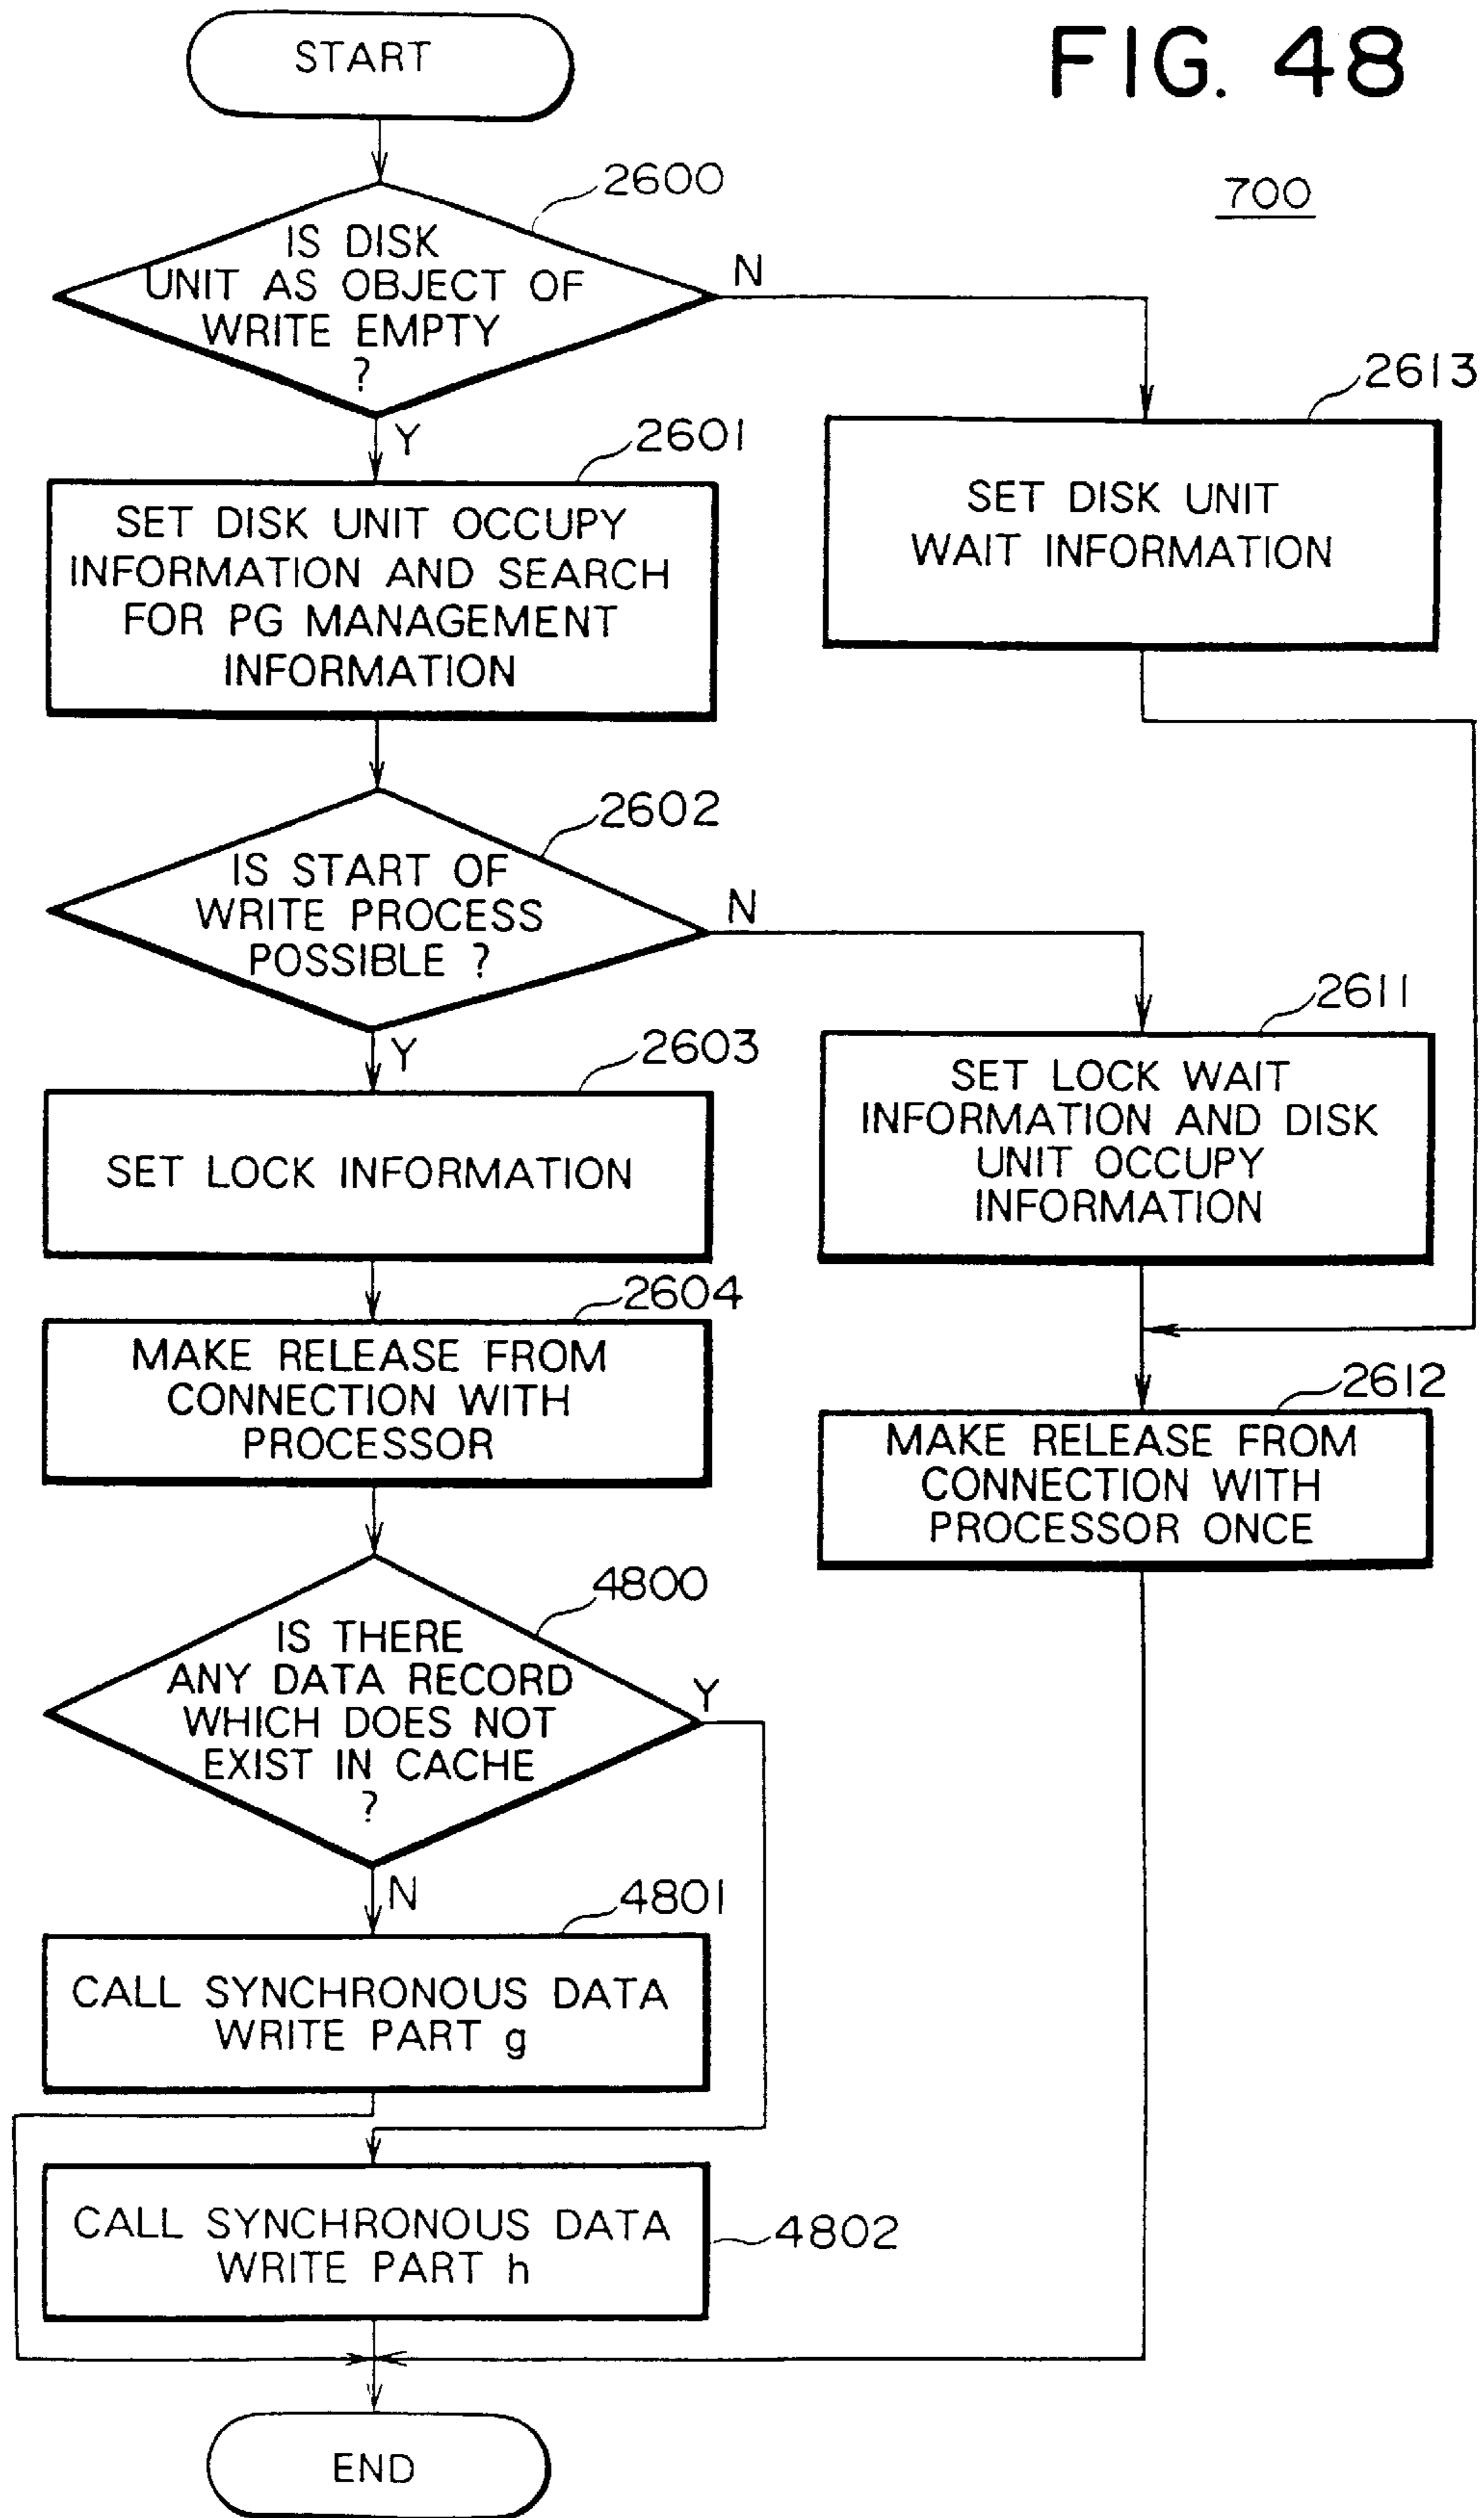 FIG. 48
700
START
2600
IS DISK
UNIT AS OBJECT OF
WRITE EMPTY
?
N
Y
2613
SET DISK UNIT
WAIT INFORMATION
2601
SET DISK UNIT OCCUPY
INFORMATION AND SEARCH
FOR PG MANAGEMENT
INFORMATION
2602
IS START OF
WRITE PROCESS
POSSIBLE ?
N
Y
2611
SET LOCK WAIT
INFORMATION AND DISK
UNIT OCCUPY
INFORMATION
2603
SET LOCK INFORMATION
2604
MAKE RELEASE FROM
CONNECTION WITH
PROCESSOR
2612
MAKE RELEASE FROM
CONNECTION WITH
PROCESSOR ONCE
4800
IS THERE
ANY DATA RECORD
WHICH DOES NOT
EXIST IN CACHE
?
Y
N
4801
CALL SYNCHRONOUS DATA
WRITE PART g
CALL SYNCHRONOUS DATA
WRITE PART h
4802
END